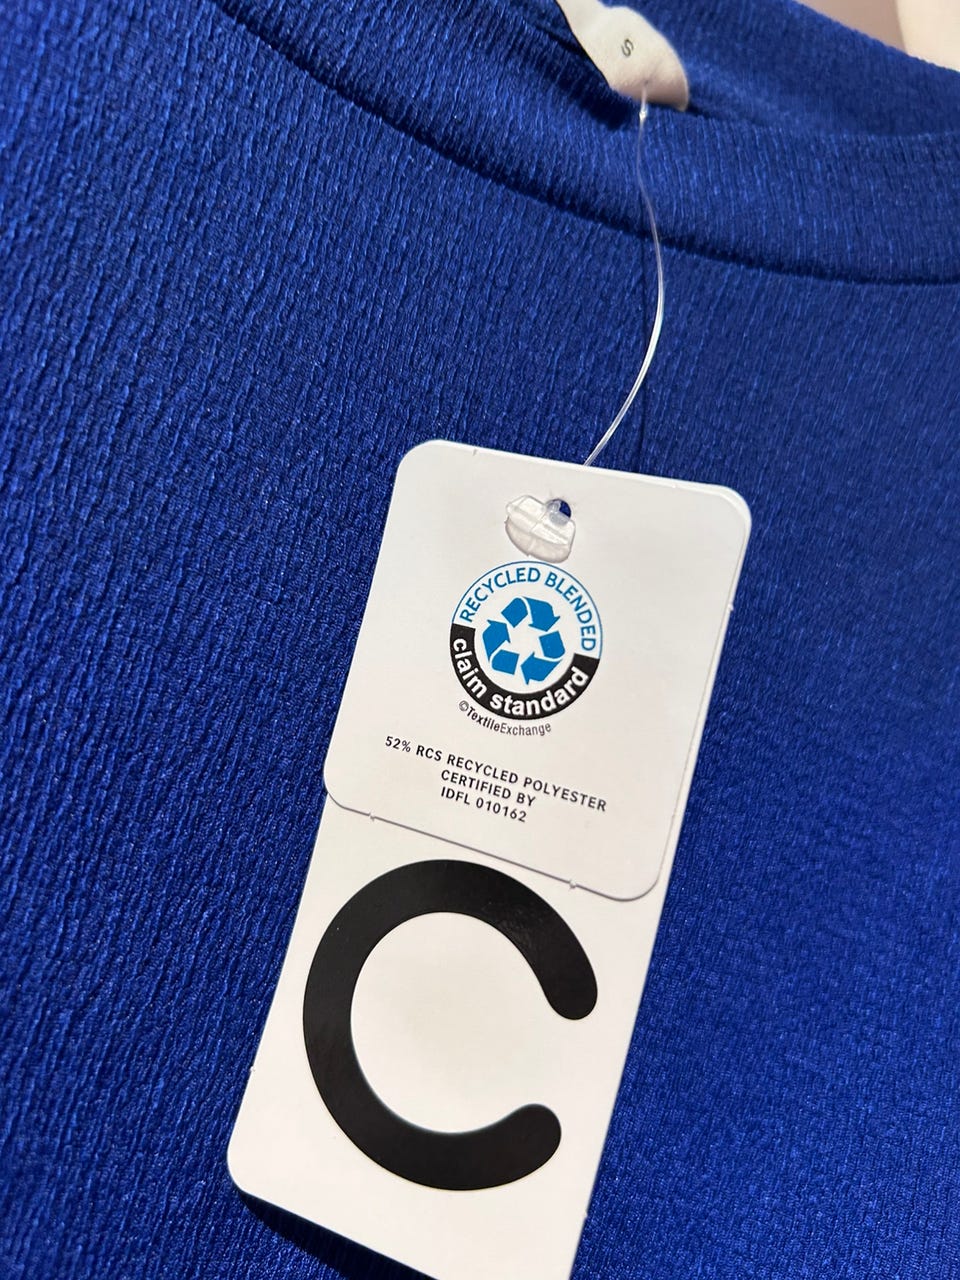 S
RECYCLED BLENDED
claim standard
©TextileExchange
52% RCS RECYCLED POLYESTER
CERTIFIED BY
IDFL 010162
C